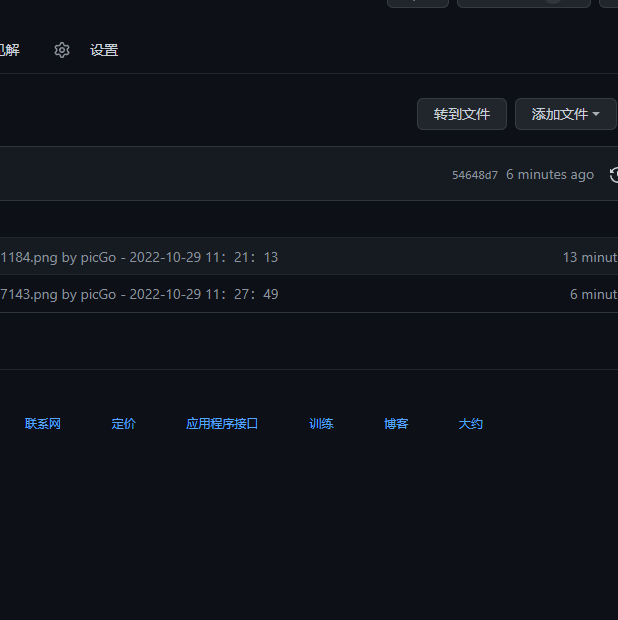 见解 设置
转到文件 添加文件
54648d7 6 minutes ago
1184.png by picGo - 2022-10-29 11：21：13 13 minut
7143.png by picGo - 2022-10-29 11：27：49 6 minut
联系网 定价 应用程序接口 训练 博客 大约